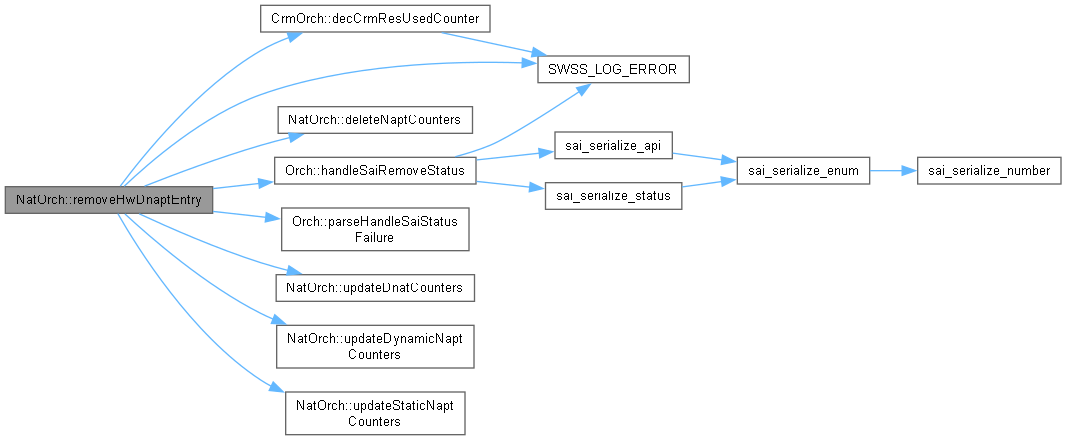 CrmOrch::decCrmResUsedCounter
SWSS_LOG_ERROR
NatOrch::deleteNaptCounters
sai_serialize_api
Orch::handleSaiRemoveStatus
sai_serialize_enum
sai_serialize_number
sai_serialize_status
NatOrch::removeHwDnaptEntry
Orch::parseHandleSaiStatus
Failure
NatOrch::updateDnatCounters
NatOrch::updateDynamicNapt
Counters
NatOrch::updateStaticNapt
Counters